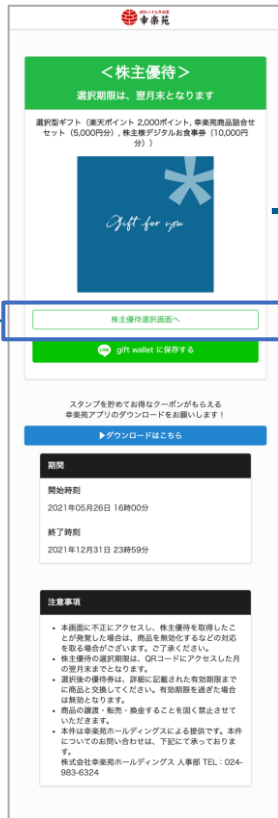 幸楽苑
＜株主優待＞
選択期限は、翌月末となります
選択型ギフト（楽天ポイント 2,000ポイント, 幸楽苑商品詰合せ
セット（5,000円分）, 株主様デジタルお食事券（10,000円
分））
Gift for you
株主優待選択画面へ
LINE gift wallet に保存する
スタンプを貯めてお得なクーポンがもらえる
幸楽苑アプリのダウンロードをお願いします！
▶ダウンロードはこちら
期間
開始時刻
2021年05月26日 16時00分
終了時刻
2021年12月31日 23時59分
注意事項
• 本画面に不正にアクセスし、株主優待を取得したこ
とが発覚した場合は、商品を無効化するなどの対応
を取る場合がございます。ご了承ください。
• 株主優待の選択期限は、QRコードにアクセスした月
の翌月末までとなります。
• 選択後の優待券は、詳細に記載された有効期限まで
に商品と交換してください。有効期限を過ぎた場合
は無効となります。
• 商品の譲渡・転売・換金することを固く禁止させて
いただきます。
• 本件は幸楽苑ホールディングスによる提供です。本件
についてのお問い合わせは、下記にて承っておりま
す。
株式会社幸楽苑ホールディングス 人事部 TEL：024-
983-6324